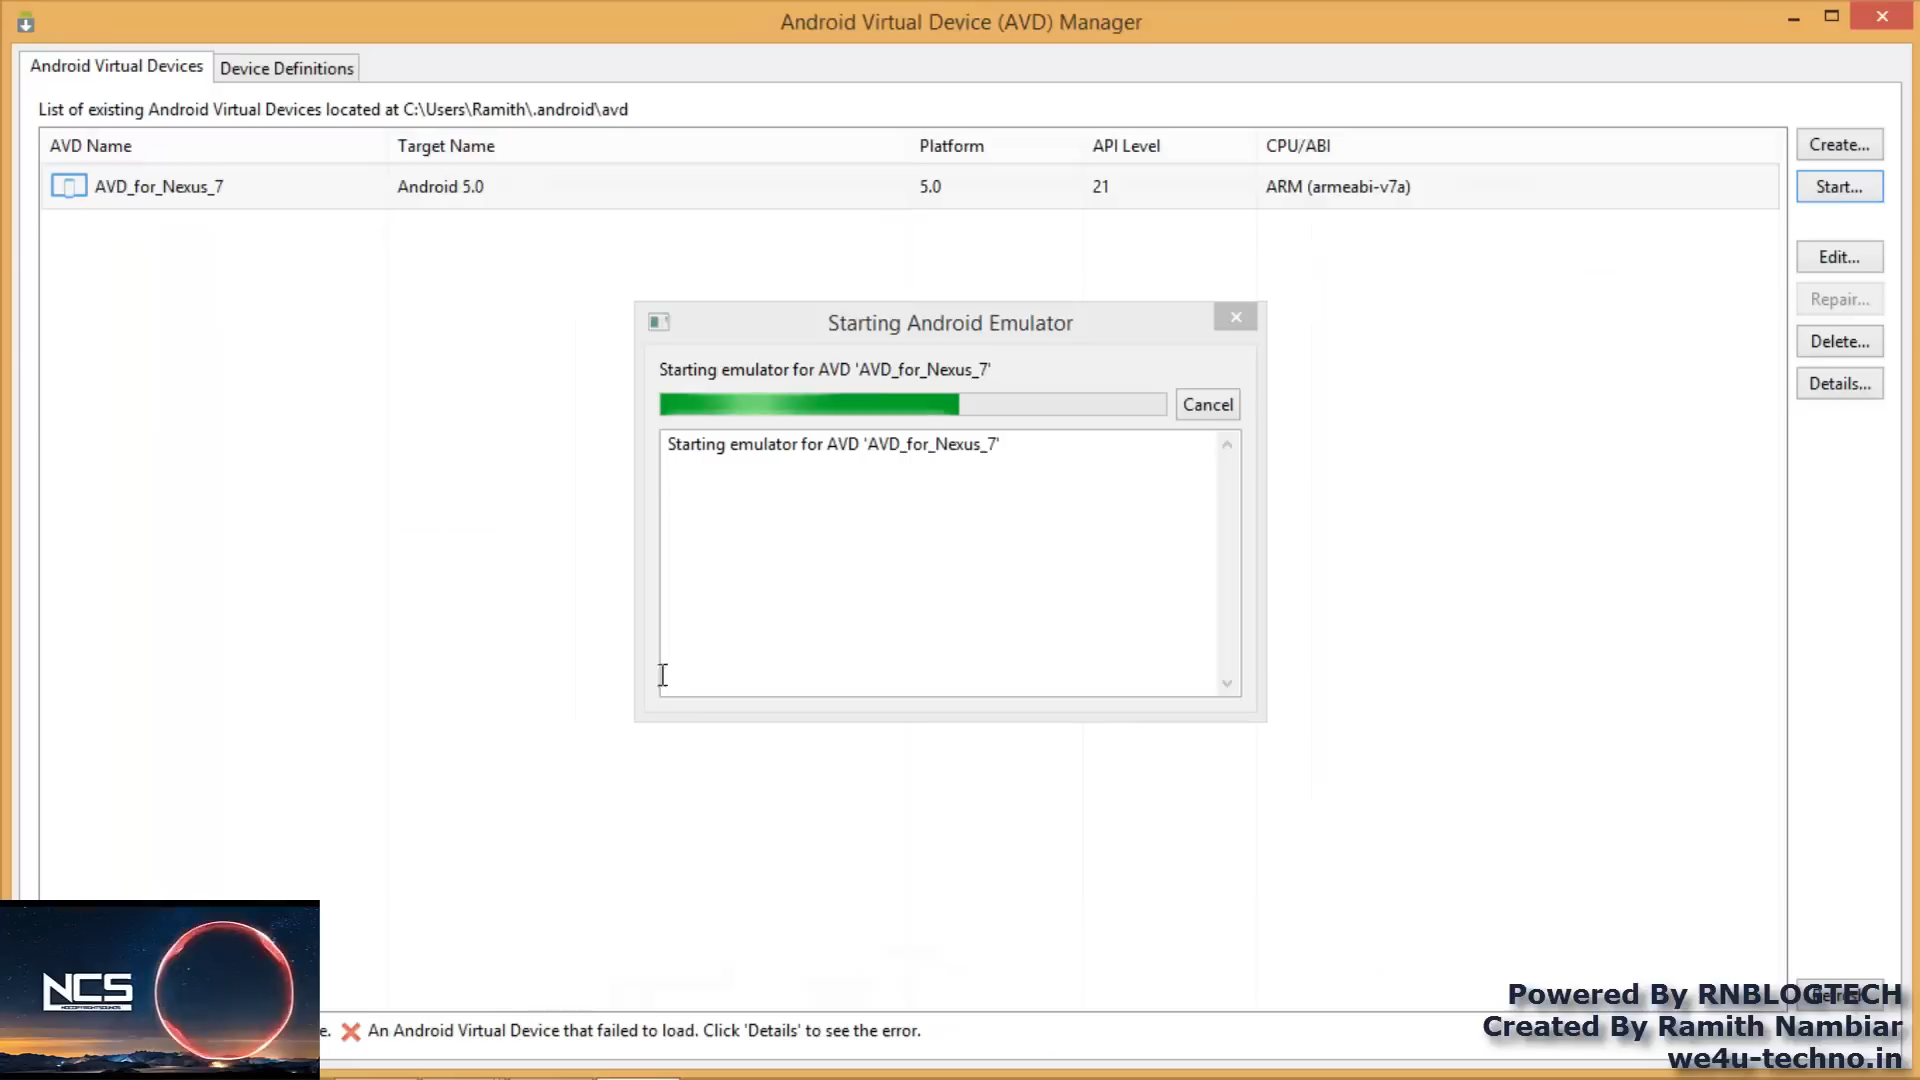 Android Virtual Device (AVD) Manager
Android Virtual Devices
Device Definitions
List of existing Android Virtual Devices located at C:\Users\Ramith\.android\avd
AVD Name Target Name Platform API Level CPU/ABI
AVD_for_Nexus_7 Android 5.0 5.0 21 ARM (armeabi-v7a)
Create...
Start...
Edit...
Repair...
Delete...
Details...
Starting Android Emulator
Starting emulator for AVD 'AVD_for_Nexus_7'
Cancel
Starting emulator for AVD 'AVD_for_Nexus_7'
NCS
e. An Android Virtual Device that failed to load. Click 'Details' to see the error.
Powered By RNBLOGTECH
Created By Ramith Nambiar
we4u-techno.in